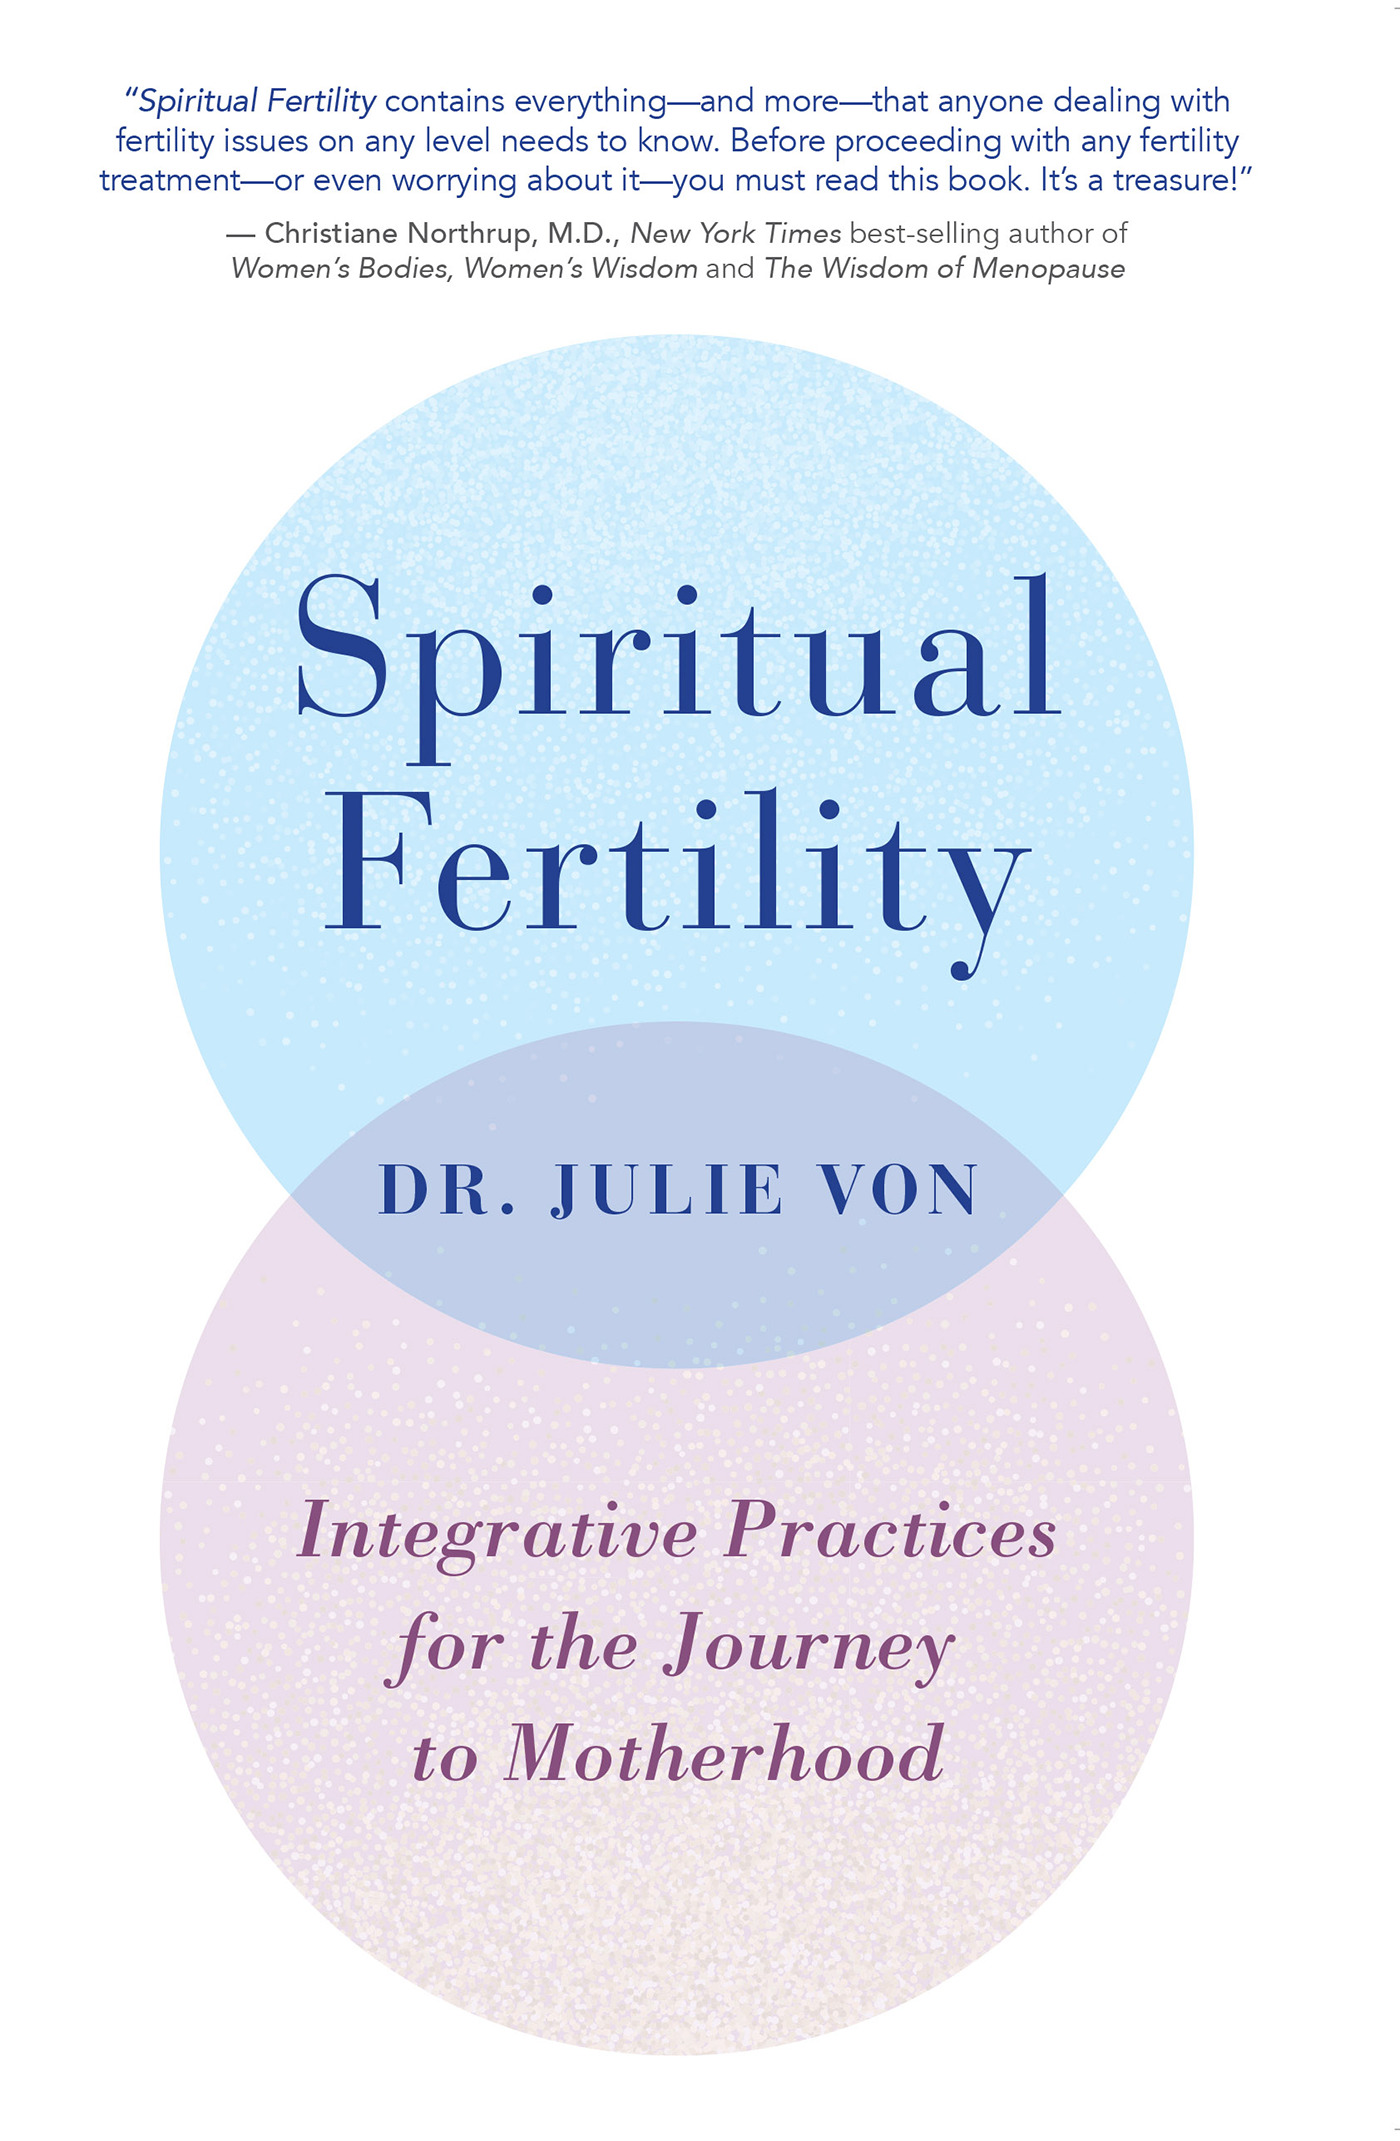 “Spiritual Fertility contains everything—and more—that anyone dealing with
fertility issues on any level needs to know. Before proceeding with any fertility
treatment—or even worrying about it—you must read this book. It’s a treasure!”
— Christiane Northrup, M.D., New York Times best-selling author of
Women’s Bodies, Women’s Wisdom and The Wisdom of Menopause
Spiritual
Fertility
DR. JULIE VON
Integrative Practices
for the Journey
to Motherhood